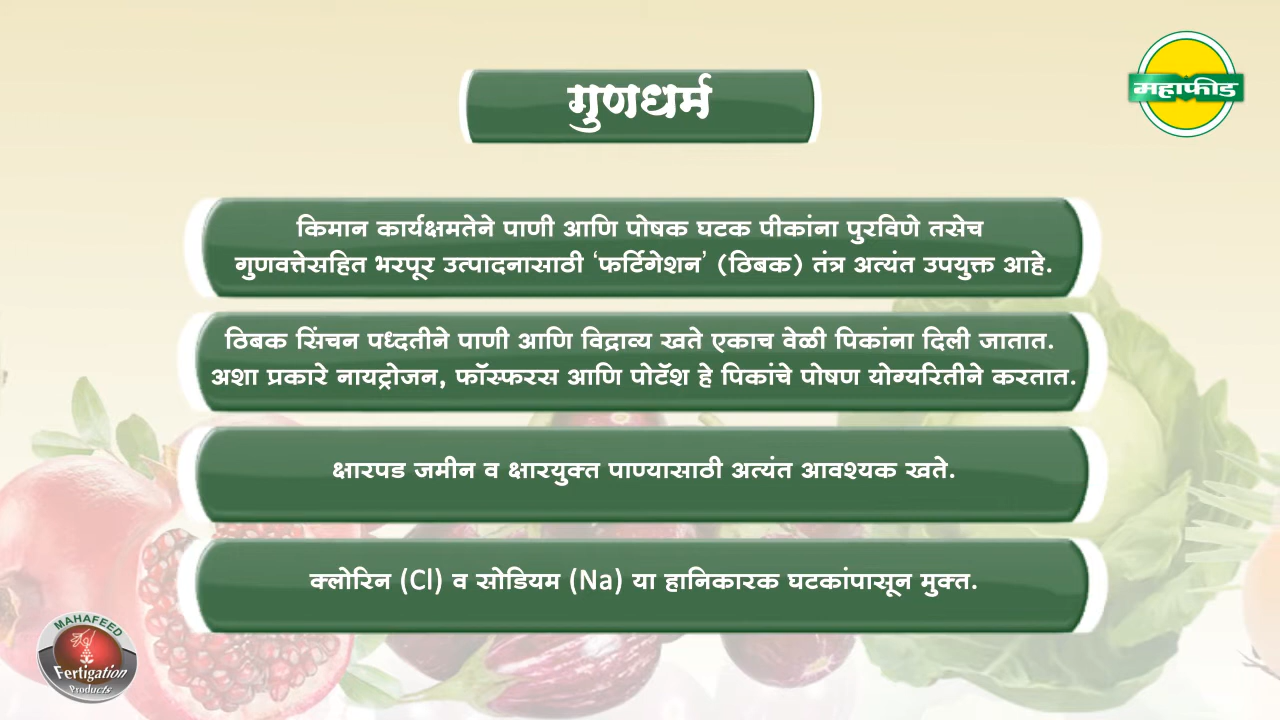 गुणधर्म
महाफीड
किमान कार्यक्षमतेने पाणी आणि पोषक घटक पीकांना पुरविणे तसेच
गुणवत्तेसहित भरपूर उत्पादनासाठी ‘फर्टिगेशन’ (ठिबक) तंत्र अत्यंत उपयुक्त आहे.
ठिबक सिंचन पध्दतीने पाणी आणि विद्राव्य खते एकाच वेळी पिकांना दिली जातात.
अशा प्रकारे नायट्रोजन, फॉस्फरस आणि पोटॅश हे पिकांचे पोषण योग्यरितीने करतात.
क्षारपड जमीन व क्षारयुक्त पाण्यासाठी अत्यंत आवश्यक खते.
क्लोरिन (Cl) व सोडियम (Na) या हानिकारक घटकांपासून मुक्त.
MAHAFEED
Fertigation
Products